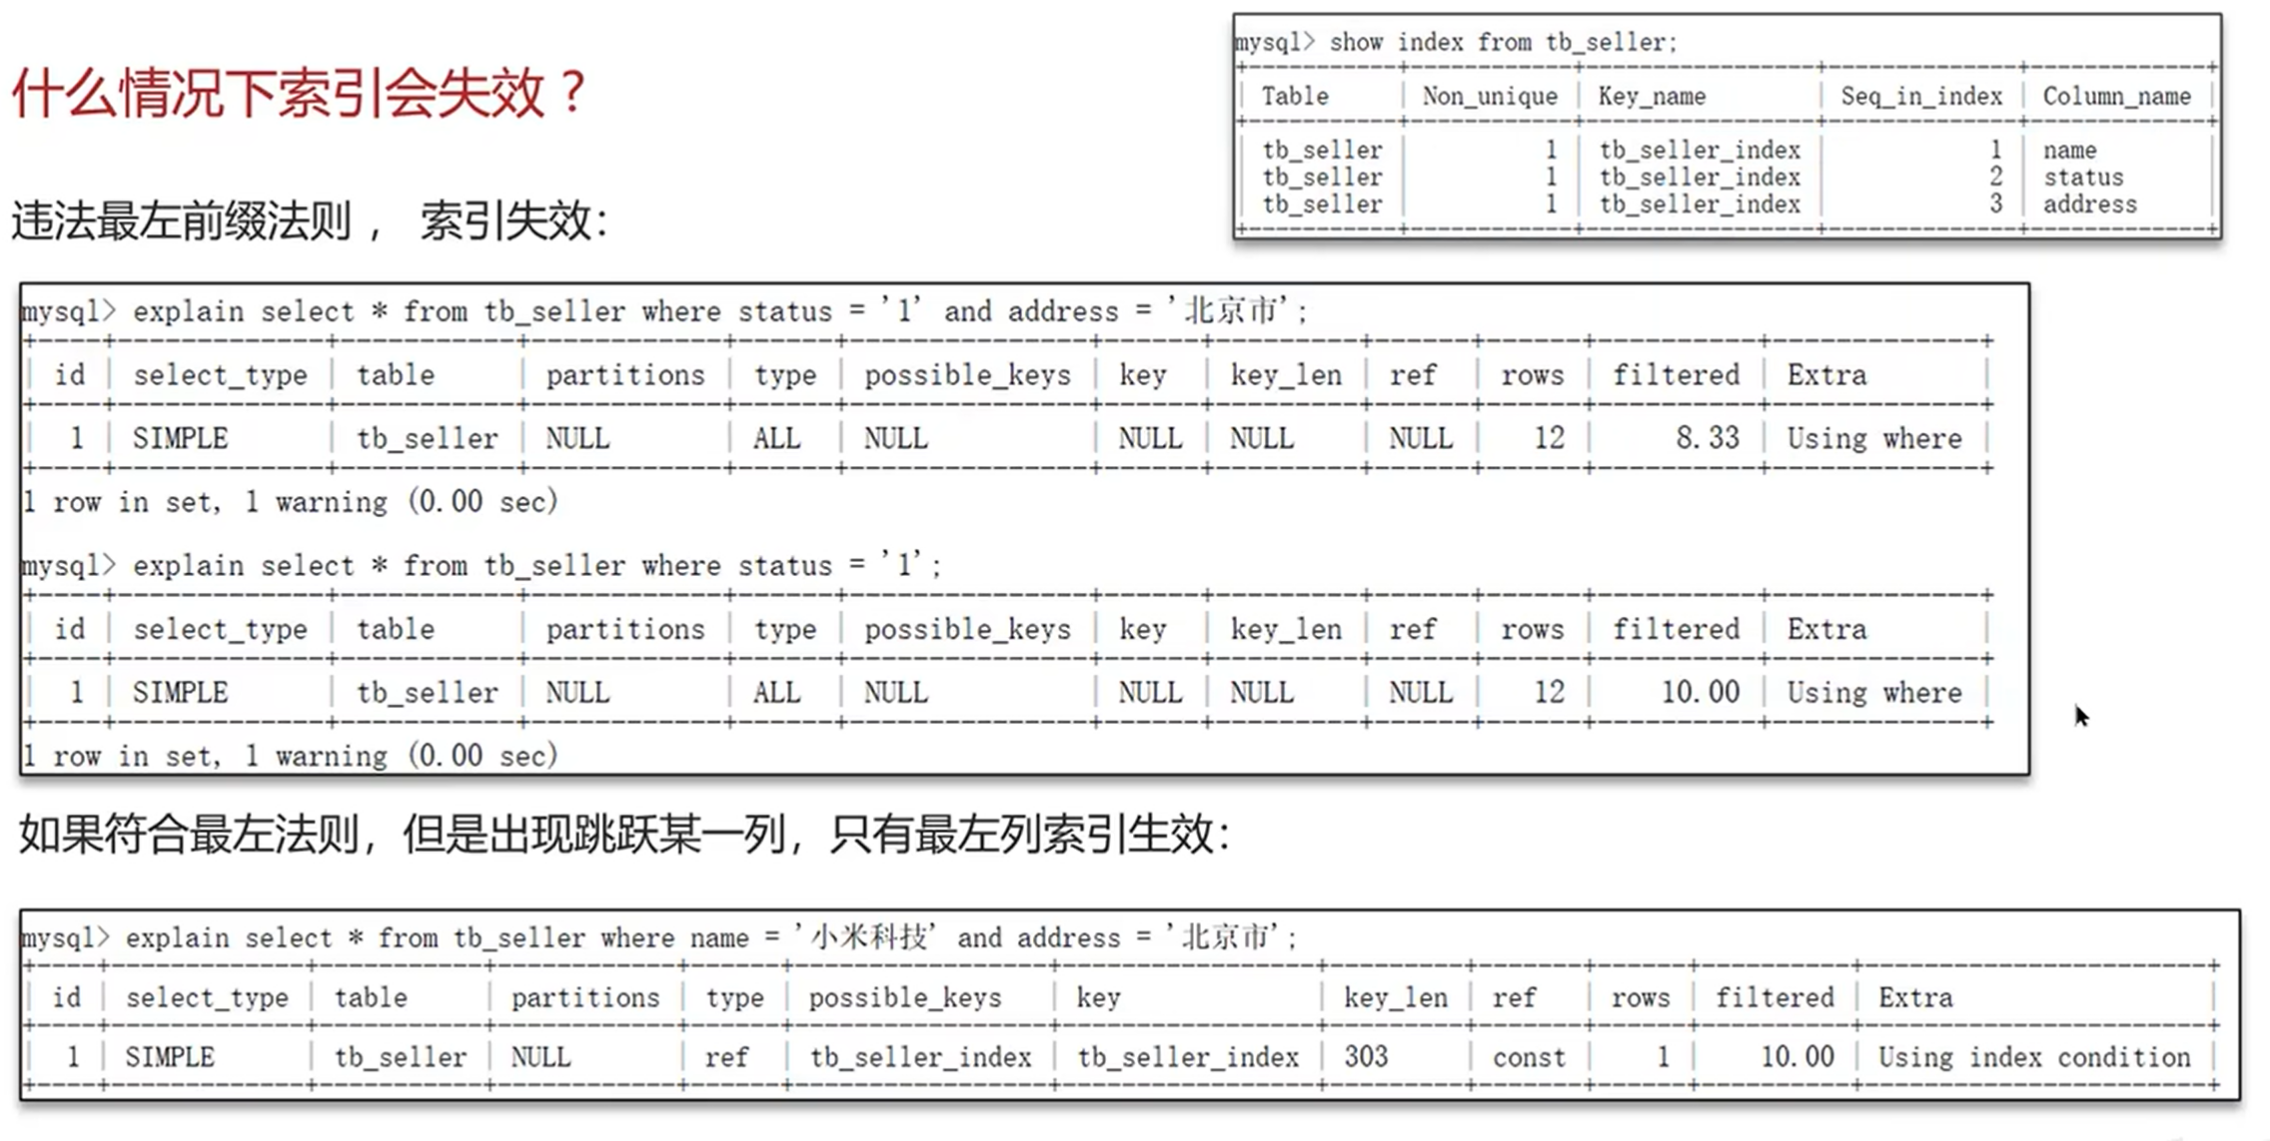 什么情况下索引会失效？
mysql> show index from tb_seller;
+-----------+------------+-----------------+--------------+-------------+
| Table | Non_unique | Key_name | Seq_in_index | Column_name |
+-----------+------------+-----------------+--------------+-------------+
| tb_seller | 1 | tb_seller_index | 1 | name |
| tb_seller | 1 | tb_seller_index | 2 | status |
| tb_seller | 1 | tb_seller_index | 3 | address |
+-----------+------------+-----------------+--------------+-------------+
违法最左前缀法则， 索引失效：
mysql> explain select * from tb_seller where status = '1' and address = '北京市';
+----+-------------+-----------+------------+------+---------------+------+---------+------+------+----------+-------------+
| id | select_type | table | partitions | type | possible_keys | key | key_len | ref | rows | filtered | Extra |
+----+-------------+-----------+------------+------+---------------+------+---------+------+------+----------+-------------+
| 1 | SIMPLE | tb_seller | NULL | ALL | NULL | NULL | NULL | NULL | 12 | 8.33 | Using where |
+----+-------------+-----------+------------+------+---------------+------+---------+------+------+----------+-------------+
1 row in set, 1 warning (0.00 sec)
mysql> explain select * from tb_seller where status = '1';
+----+-------------+-----------+------------+------+---------------+------+---------+------+------+----------+-------------+
| id | select_type | table | partitions | type | possible_keys | key | key_len | ref | rows | filtered | Extra |
+----+-------------+-----------+------------+------+---------------+------+---------+------+------+----------+-------------+
| 1 | SIMPLE | tb_seller | NULL | ALL | NULL | NULL | NULL | NULL | 12 | 10.00 | Using where |
+----+-------------+-----------+------------+------+---------------+------+---------+------+------+----------+-------------+
1 row in set, 1 warning (0.00 sec)
如果符合最左法则，但是出现跳跃某一列，只有最左列索引生效：
mysql> explain select * from tb_seller where name = '小米科技' and address = '北京市';
+----+-------------+-----------+------------+------+-----------------+-----------------+---------+-------+------+----------+-----------------------+
| id | select_type | table | partitions | type | possible_keys | key | key_len | ref | rows | filtered | Extra |
+----+-------------+-----------+------------+------+-----------------+-----------------+---------+-------+------+----------+-----------------------+
| 1 | SIMPLE | tb_seller | NULL | ref | tb_seller_index | tb_seller_index | 303 | const | 1 | 10.00 | Using index condition |
+----+-------------+-----------+------------+------+-----------------+-----------------+---------+-------+------+----------+-----------------------+